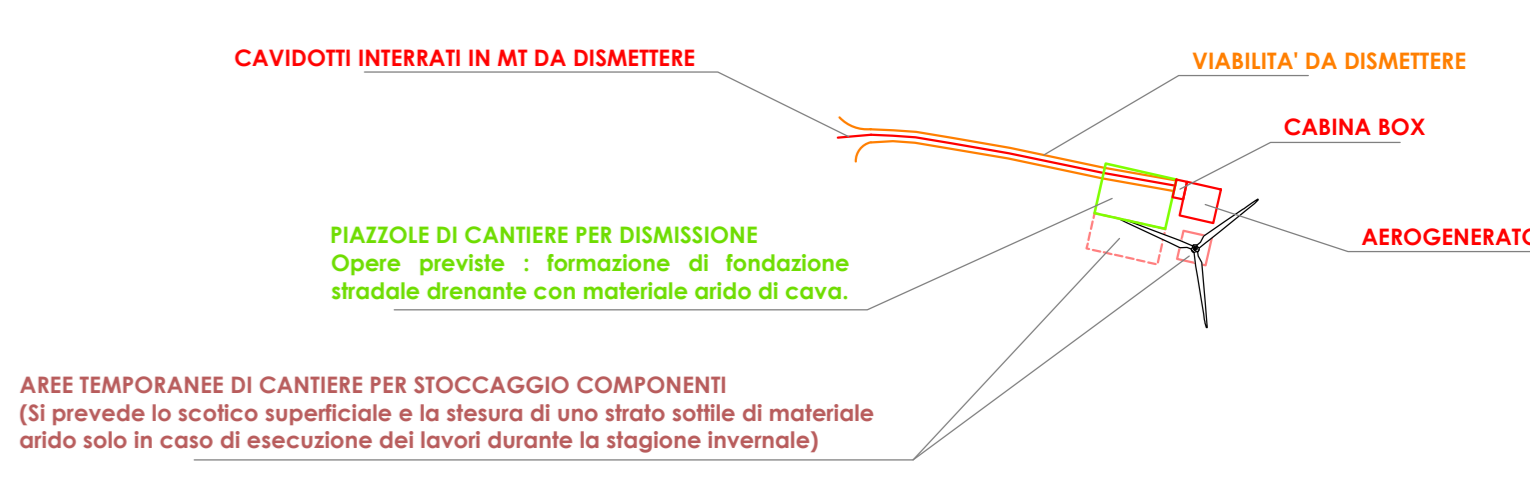 CAVIDOTTI INTERRATI IN MT DA DISMETTERE
VIABILITA' DA DISMETTERE
CABINA BOX
PIAZZOLE DI CANTIERE PER DISMISSIONE
Opere previste : formazione di fondazione
stradale drenante con materiale arido di cava.
AEROGENERATO
AREE TEMPORANEE DI CANTIERE PER STOCCAGGIO COMPONENTI
(Si prevede lo scotico superficiale e la stesura di uno strato sottile di materiale
arido solo in caso di esecuzione dei lavori durante la stagione invernale)